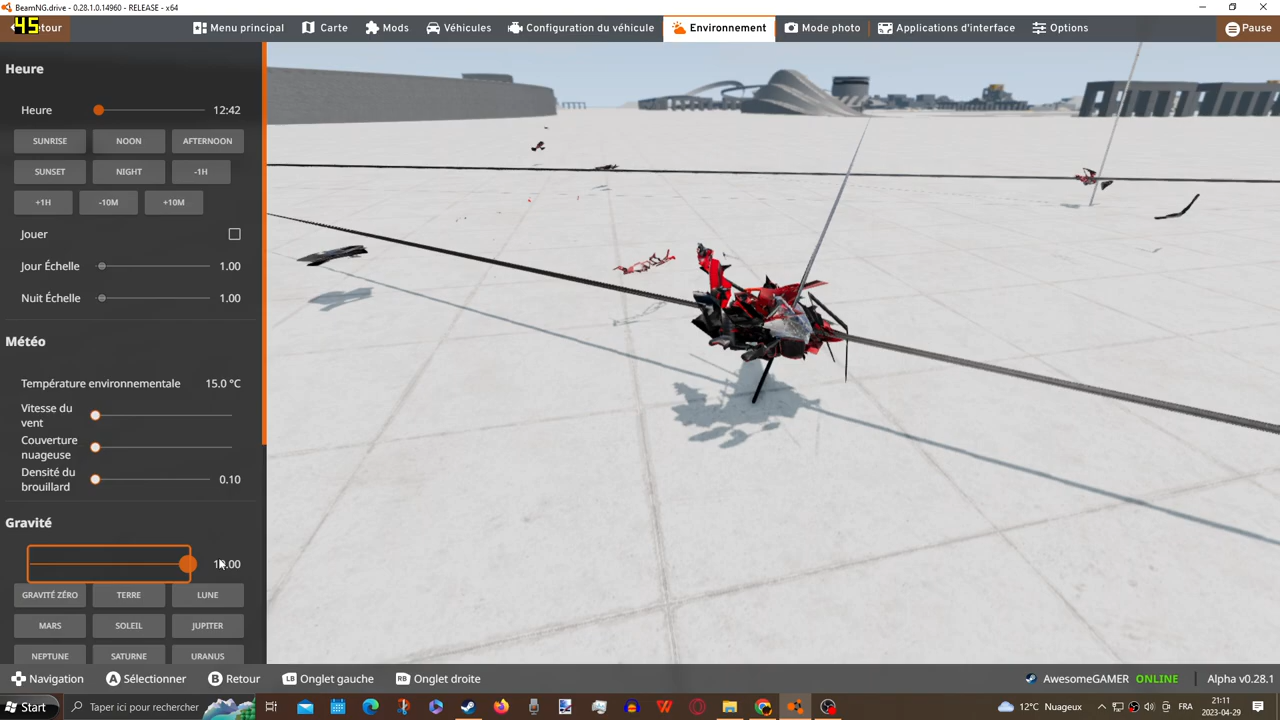 BeamNG.drive - 0.28.1.0.14960 - RELEASE - x64
45
tour
Menu principal
Carte
Mods
Véhicules
Configuration du véhicule
Environnement
Mode photo
Applications d'interface
Options
Pause
Heure
Heure 12:42
SUNRISE NOON AFTERNOON
SUNSET NIGHT -1H
+1H -10M +10M
Jouer
Jour Échelle 1.00
Nuit Échelle 1.00
Météo
Température environnementale 15.0 °C
Vitesse du
vent
Couverture
nuageuse
Densité du
brouillard 0.10
Gravité
GRAVITÉ ZÉRO TERRE LUNE
MARS SOLEIL JUPITER
NEPTUNE SATURNE URANUS
Navigation
A Sélectionner
B Retour
LB Onglet gauche
RB Onglet droite
AwesomeGAMER ONLINE
Alpha v0.28.1
Start
Taper ici pour rechercher
12°C Nuageux
FRA
21:11
2023-04-29